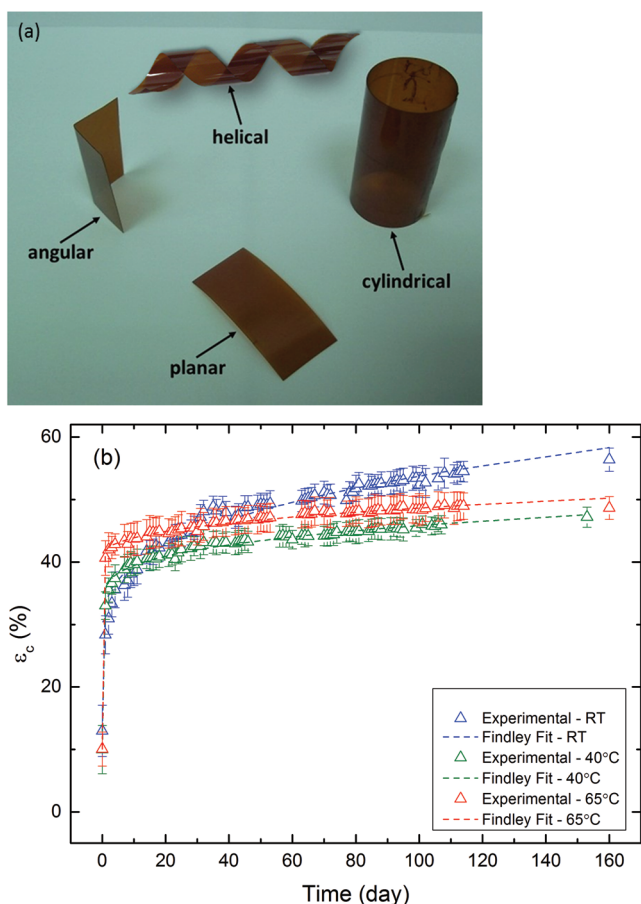 (a)
helical
angular
cylindrical
planar
(b)
60
40
20
0
εc (%)
Experimental - RT
Findley Fit - RT
Experimental - 40°C
Findley Fit - 40°C
Experimental - 65°C
Findley Fit - 65°C
0 20 40 60 80 100 120 140 160
Time (day)